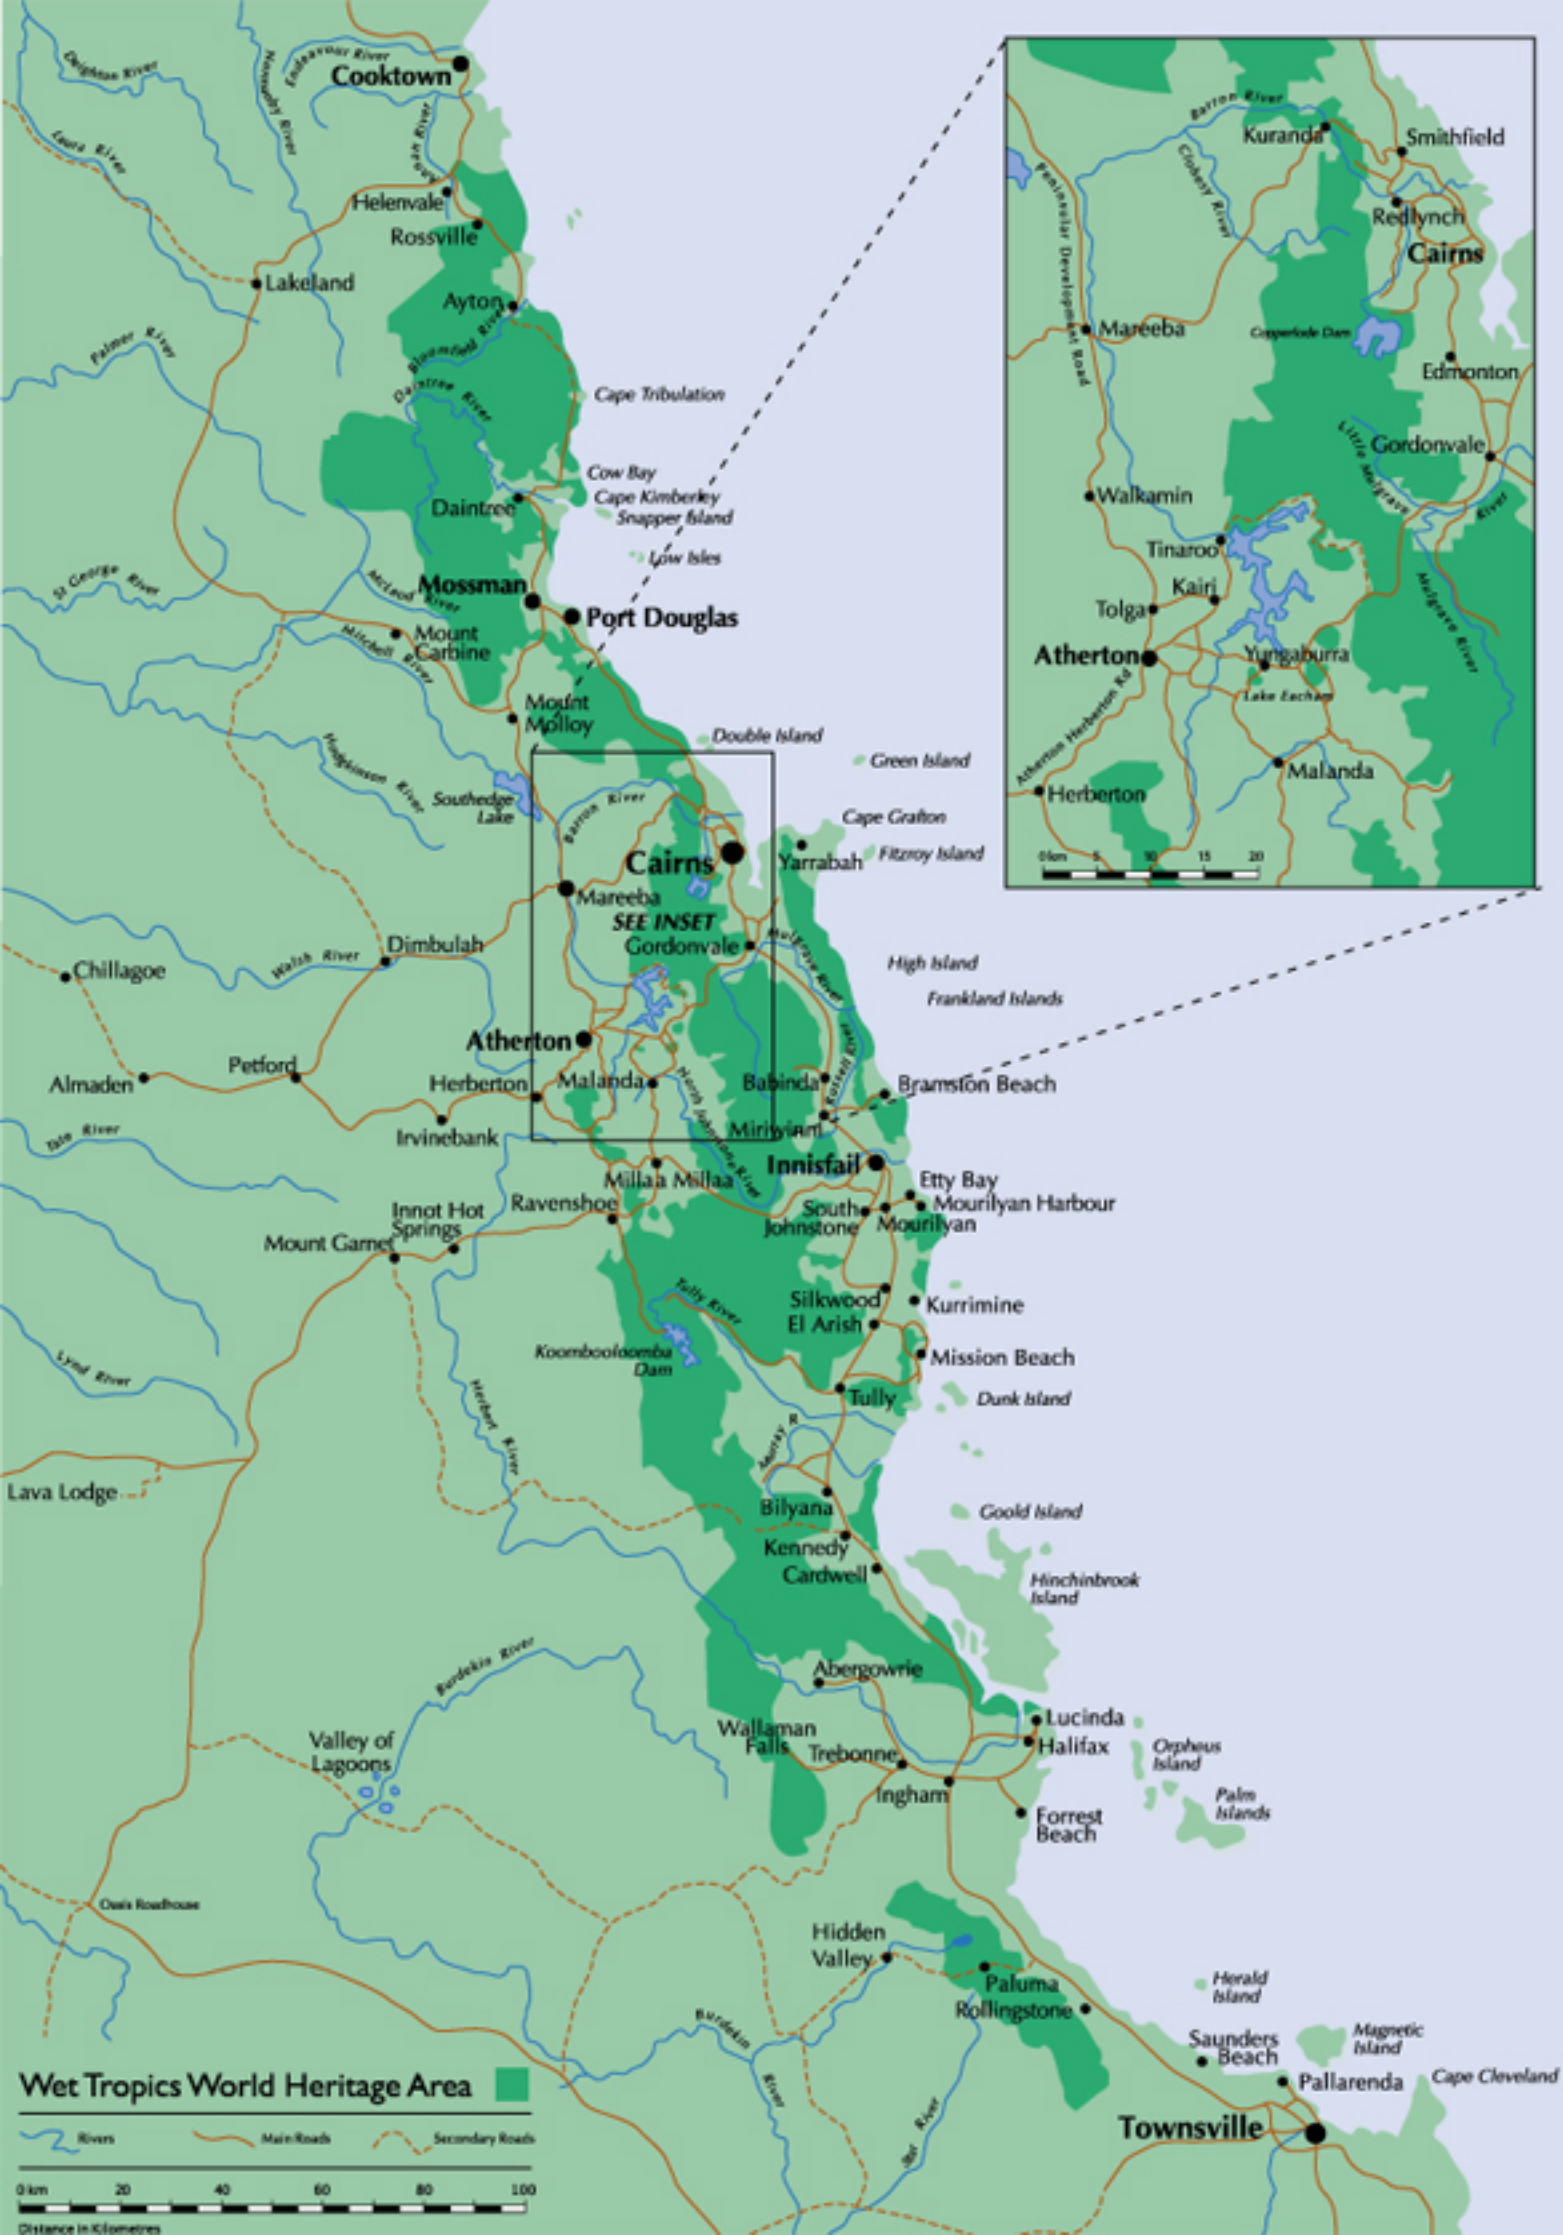 Deighton River
Normanby River
Endeavour River
Cooktown
Laura River
Annan River
Helenvale
Rossville
Lakeland
Ayton
Palmer River
Bloomfield River
Daintree River
Cape Tribulation
Cow Bay
Cape Kimberley
Daintree
Snapper Island
Low Isles
St George River
McLeod River
Mossman
Port Douglas
Mount
Carbine
Mitchell River
Mount
Molloy
Hodgkinson River
Double Island
Green Island
Southedge
Lake
Barron River
Cape Grafton
Cairns
Yarrabah
Fitzroy Island
Mareeba
SEE INSET
Gordonvale
Mulgrave River
Dimbulah
Walsh River
Chillagoe
High Island
Frankland Islands
Russell River
Atherton
Petford
Almaden
Herberton
Malanda
North Johnstone River
Babinda
Bramston Beach
Irvinebank
Miriwinni
Tate River
Innisfail
Millaa Millaa
Etty Bay
Mourilyan Harbour
Innot Hot
Springs
Ravenshoe
South
Johnstone
Mourilyan
Mount Garnet
Tully River
Silkwood
Kurrimine
El Arish
Koombooloomba
Dam
Mission Beach
Lynd River
Herbert River
Tully
Dunk Island
Murray R
Lava Lodge
Bilyana
Goold Island
Kennedy
Cardwell
Hinchinbrook
Island
Burdekin River
Abergowrie
Wallaman
Falls
Lucinda
Halifax
Valley of
Lagoons
Trebonne
Orpheus
Island
Ingham
Palm
Islands
Forrest
Beach
Oasis Roadhouse
Hidden
Valley
Paluma
Rollingstone
Herald
Island
Burdekin
River
Saunders
Beach
Magnetic
Island
Pallarenda
Cape Cleveland
River
Townsville
Barron River
Kuranda
Smithfield
Clohesy River
Peninsular Development Road
Redlynch
Cairns
Mareeba
Copperlode Dam
Edmonton
Little Mulgrave
River
Gordonvale
Walkamin
Tinaroo
Kairi
Tolga
Mulgrave River
Atherton
Yungaburra
Lake Eacham
Atherton Herberton Rd
Malanda
Herberton
0km 5 10 15 20
Wet Tropics World Heritage Area
Rivers Main Roads Secondary Roads
0 km 20 40 60 80 100
Distance in Kilometres